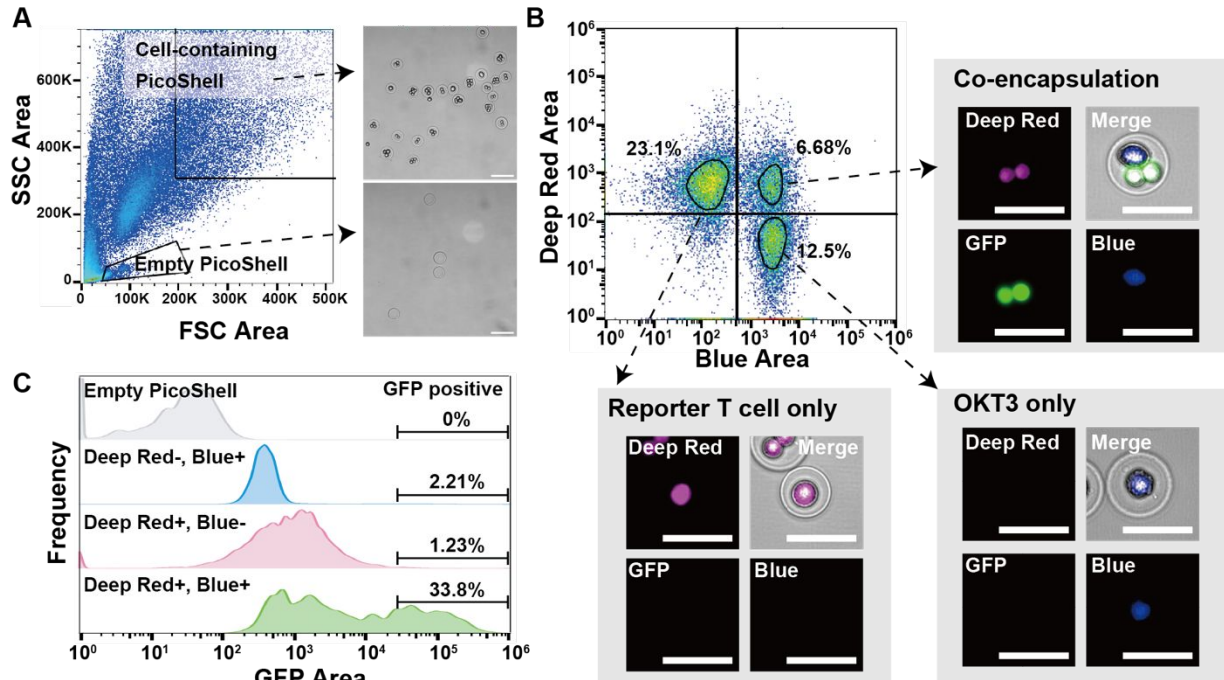 A
Cell-containing
PicoShell
600K
400K
200K
0
Empty PicoShell
0
100K
200K
300K
400K
500K
SSC Area
FSC Area
B
10^6
10^5
10^4
10^3
10^2
10^1
10^0
23.1%
6.68%
12.5%
10^0
10^1
10^2
10^3
10^4
10^5
10^6
Deep Red Area
Blue Area
Co-encapsulation
Deep Red
Merge
GFP
Blue
Reporter T cell only
Deep Red
Merge
GFP
Blue
OKT3 only
Deep Red
Merge
GFP
Blue
C
Empty PicoShell
GFP positive
0%
Deep Red-, Blue+
2.21%
Deep Red+, Blue-
1.23%
Deep Red+, Blue+
33.8%
Frequency
10^0
10^1
10^2
10^3
10^4
10^5
10^6
GFP Area